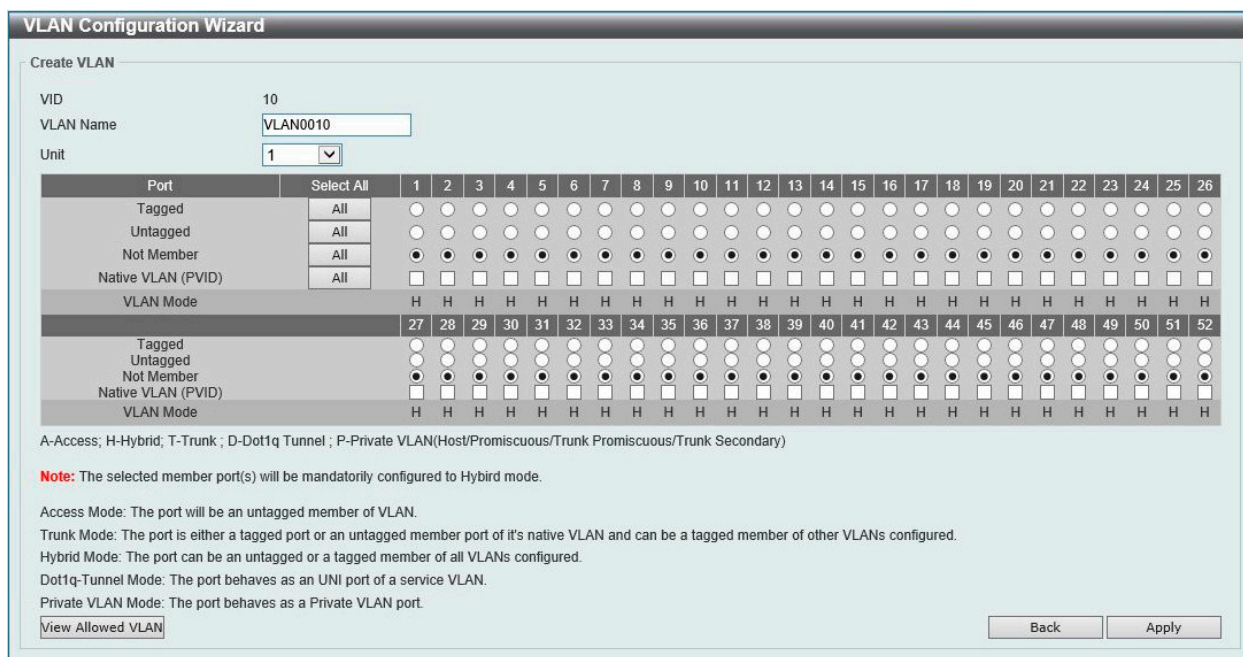 VLAN Configuration Wizard
Create VLAN
VID 10
VLAN Name VLAN0010
Unit 1
Port Select All 1 2 3 4 5 6 7 8 9 10 11 12 13 14 15 16 17 18 19 20 21 22 23 24 25 26
Tagged All
Untagged All
Not Member All
Native VLAN (PVID) All
VLAN Mode H H H H H H H H H H H H H H H H H H H H H H H H H H
27 28 29 30 31 32 33 34 35 36 37 38 39 40 41 42 43 44 45 46 47 48 49 50 51 52
Tagged
Untagged
Not Member
Native VLAN (PVID)
VLAN Mode H H H H H H H H H H H H H H H H H H H H H H H H H H
A-Access; H-Hybrid; T-Trunk ; D-Dot1q Tunnel ; P-Private VLAN(Host/Promiscuous/Trunk Promiscuous/Trunk Secondary)
Note: The selected member port(s) will be mandatorily configured to Hybird mode.
Access Mode: The port will be an untagged member of VLAN.
Trunk Mode: The port is either a tagged port or an untagged member port of it's native VLAN and can be a tagged member of other VLANs configured.
Hybrid Mode: The port can be an untagged or a tagged member of all VLANs configured.
Dot1q-Tunnel Mode: The port behaves as an UNI port of a service VLAN.
Private VLAN Mode: The port behaves as a Private VLAN port.
View Allowed VLAN Back Apply